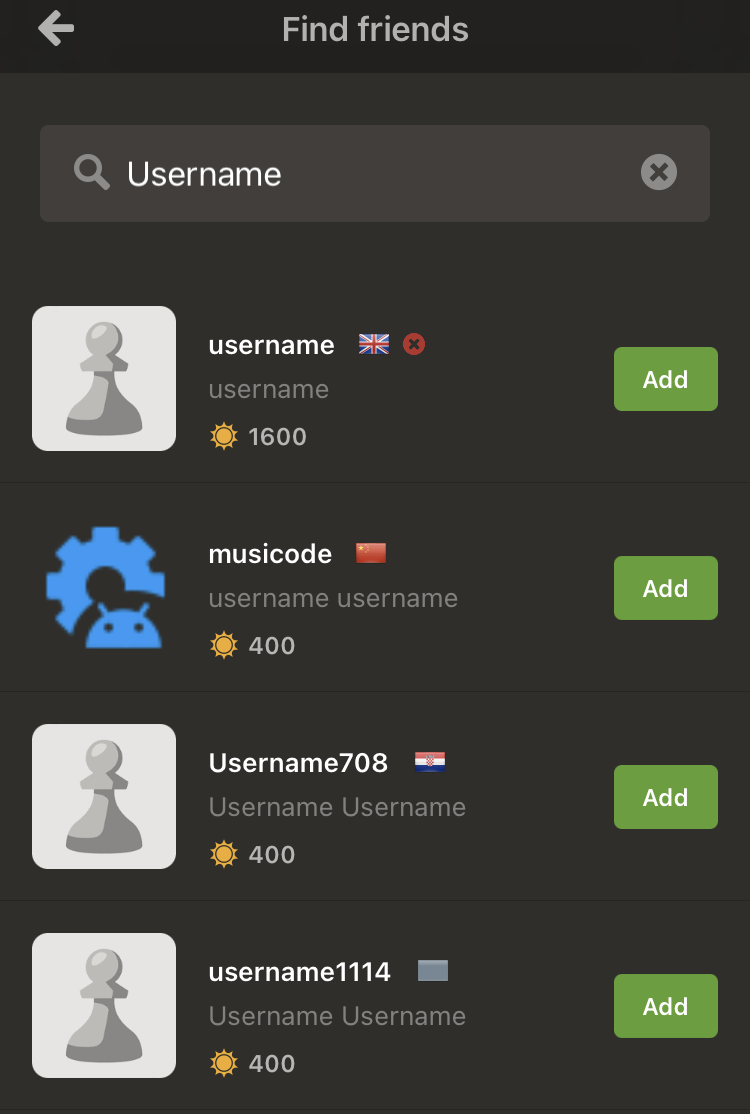 Find friends
Username
username
username
1600
Add
musicode
username username
400
Add
Username708
Username Username
400
Add
username1114
Username Username
400
Add